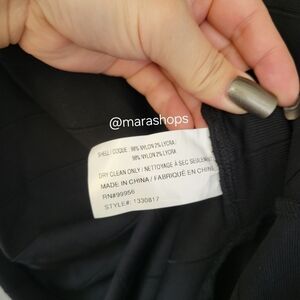 @marashops
SHELL / COQUE : 98% NYLON 2% LYCRA /
98% NYLON 2% LYCRA
DRY CLEAN ONLY / NETTOYAGE À SEC SEULEMENT
MADE IN CHINA / FABRIQUÉ EN CHINE
RN#99956
STYLE#: 1330817